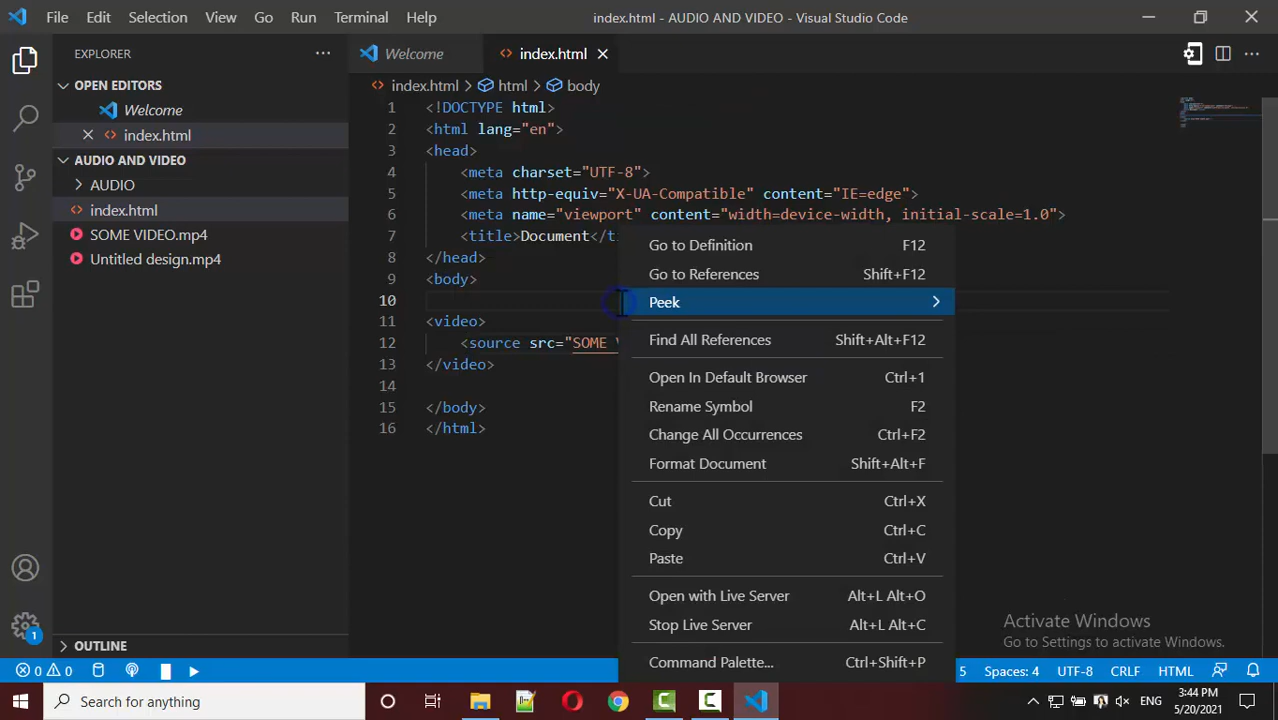 File Edit Selection View Go Run Terminal Help index.html - AUDIO AND VIDEO - Visual Studio Code
EXPLORER
Welcome index.html
OPEN EDITORS
Welcome
index.html
AUDIO AND VIDEO
AUDIO
index.html
SOME VIDEO.mp4
Untitled design.mp4
OUTLINE
index.html > html > body
1 <!DOCTYPE html>
2 <html lang="en">
3 <head>
4 <meta charset="UTF-8">
5 <meta http-equiv="X-UA-Compatible" content="IE=edge">
6 <meta name="viewport" content="width=device-width, initial-scale=1.0">
7 <title>Document</ti
8 </head>
9 <body>
10
11 <video>
12 <source src="SOME
13 </video>
14
15 </body>
16 </html>
Go to Definition F12
Go to References Shift+F12
Peek
Find All References Shift+Alt+F12
Open In Default Browser Ctrl+1
Rename Symbol F2
Change All Occurrences Ctrl+F2
Format Document Shift+Alt+F
Cut Ctrl+X
Copy Ctrl+C
Paste Ctrl+V
Open with Live Server Alt+L Alt+O
Stop Live Server Alt+L Alt+C
Command Palette... Ctrl+Shift+P
Activate Windows
Go to Settings to activate Windows.
1
0 0 5 Spaces: 4 UTF-8 CRLF HTML
Search for anything
ENG
3:44 PM
5/20/2021